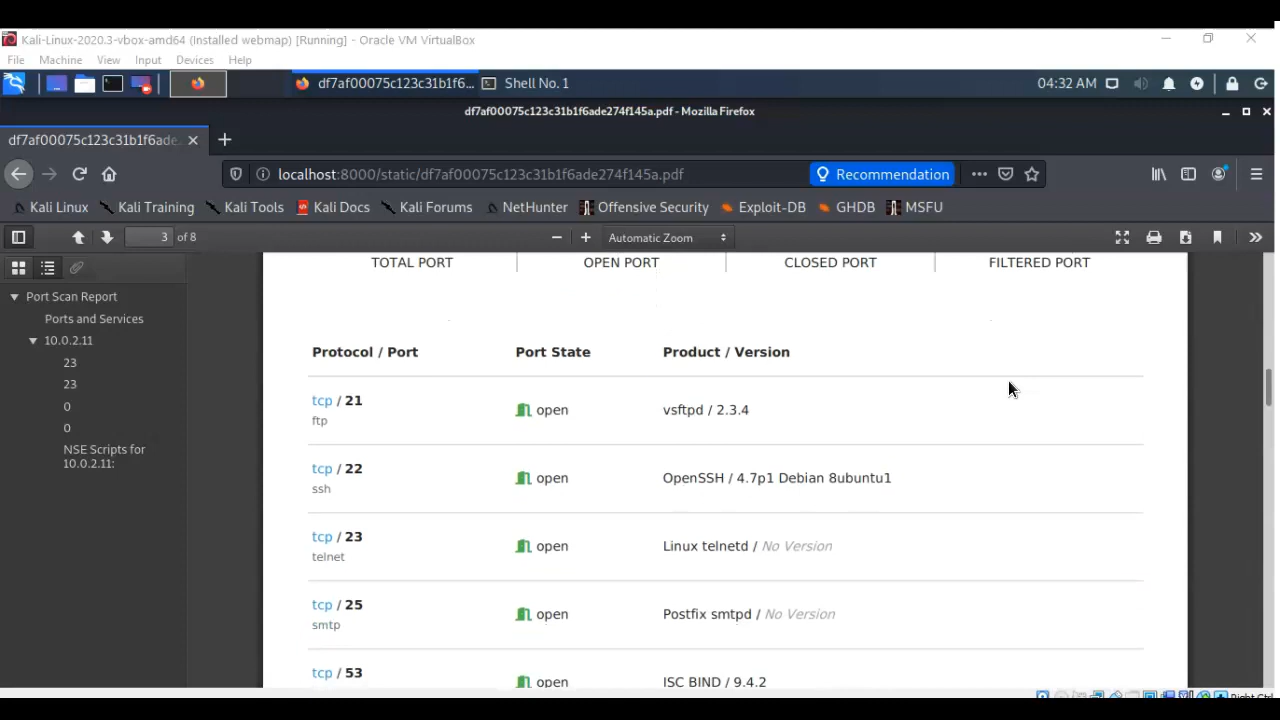 Kali-Linux-2020.3-vbox-amd64 (Installed webmap) [Running] - Oracle VM VirtualBox
File Machine View Input Devices Help
df7af00075c123c31b1f6... Shell No. 1 04:32 AM
df7af00075c123c31b1f6ade274f145a.pdf - Mozilla Firefox
df7af00075c123c31b1f6ade
localhost:8000/static/df7af00075c123c31b1f6ade274f145a.pdf Recommendation
Kali Linux Kali Training Kali Tools Kali Docs Kali Forums NetHunter Offensive Security Exploit-DB GHDB MSFU
3 of 8 Automatic Zoom
TOTAL PORT OPEN PORT CLOSED PORT FILTERED PORT
Port Scan Report
Ports and Services
10.0.2.11
23
23
0
0
NSE Scripts for
10.0.2.11:
Protocol / Port Port State Product / Version
tcp / 21 open vsftpd / 2.3.4
ftp
tcp / 22 open OpenSSH / 4.7p1 Debian 8ubuntu1
ssh
tcp / 23 open Linux telnetd / No Version
telnet
tcp / 25 open Postfix smtpd / No Version
smtp
tcp / 53 open ISC BIND / 9.4.2
Right Ctrl